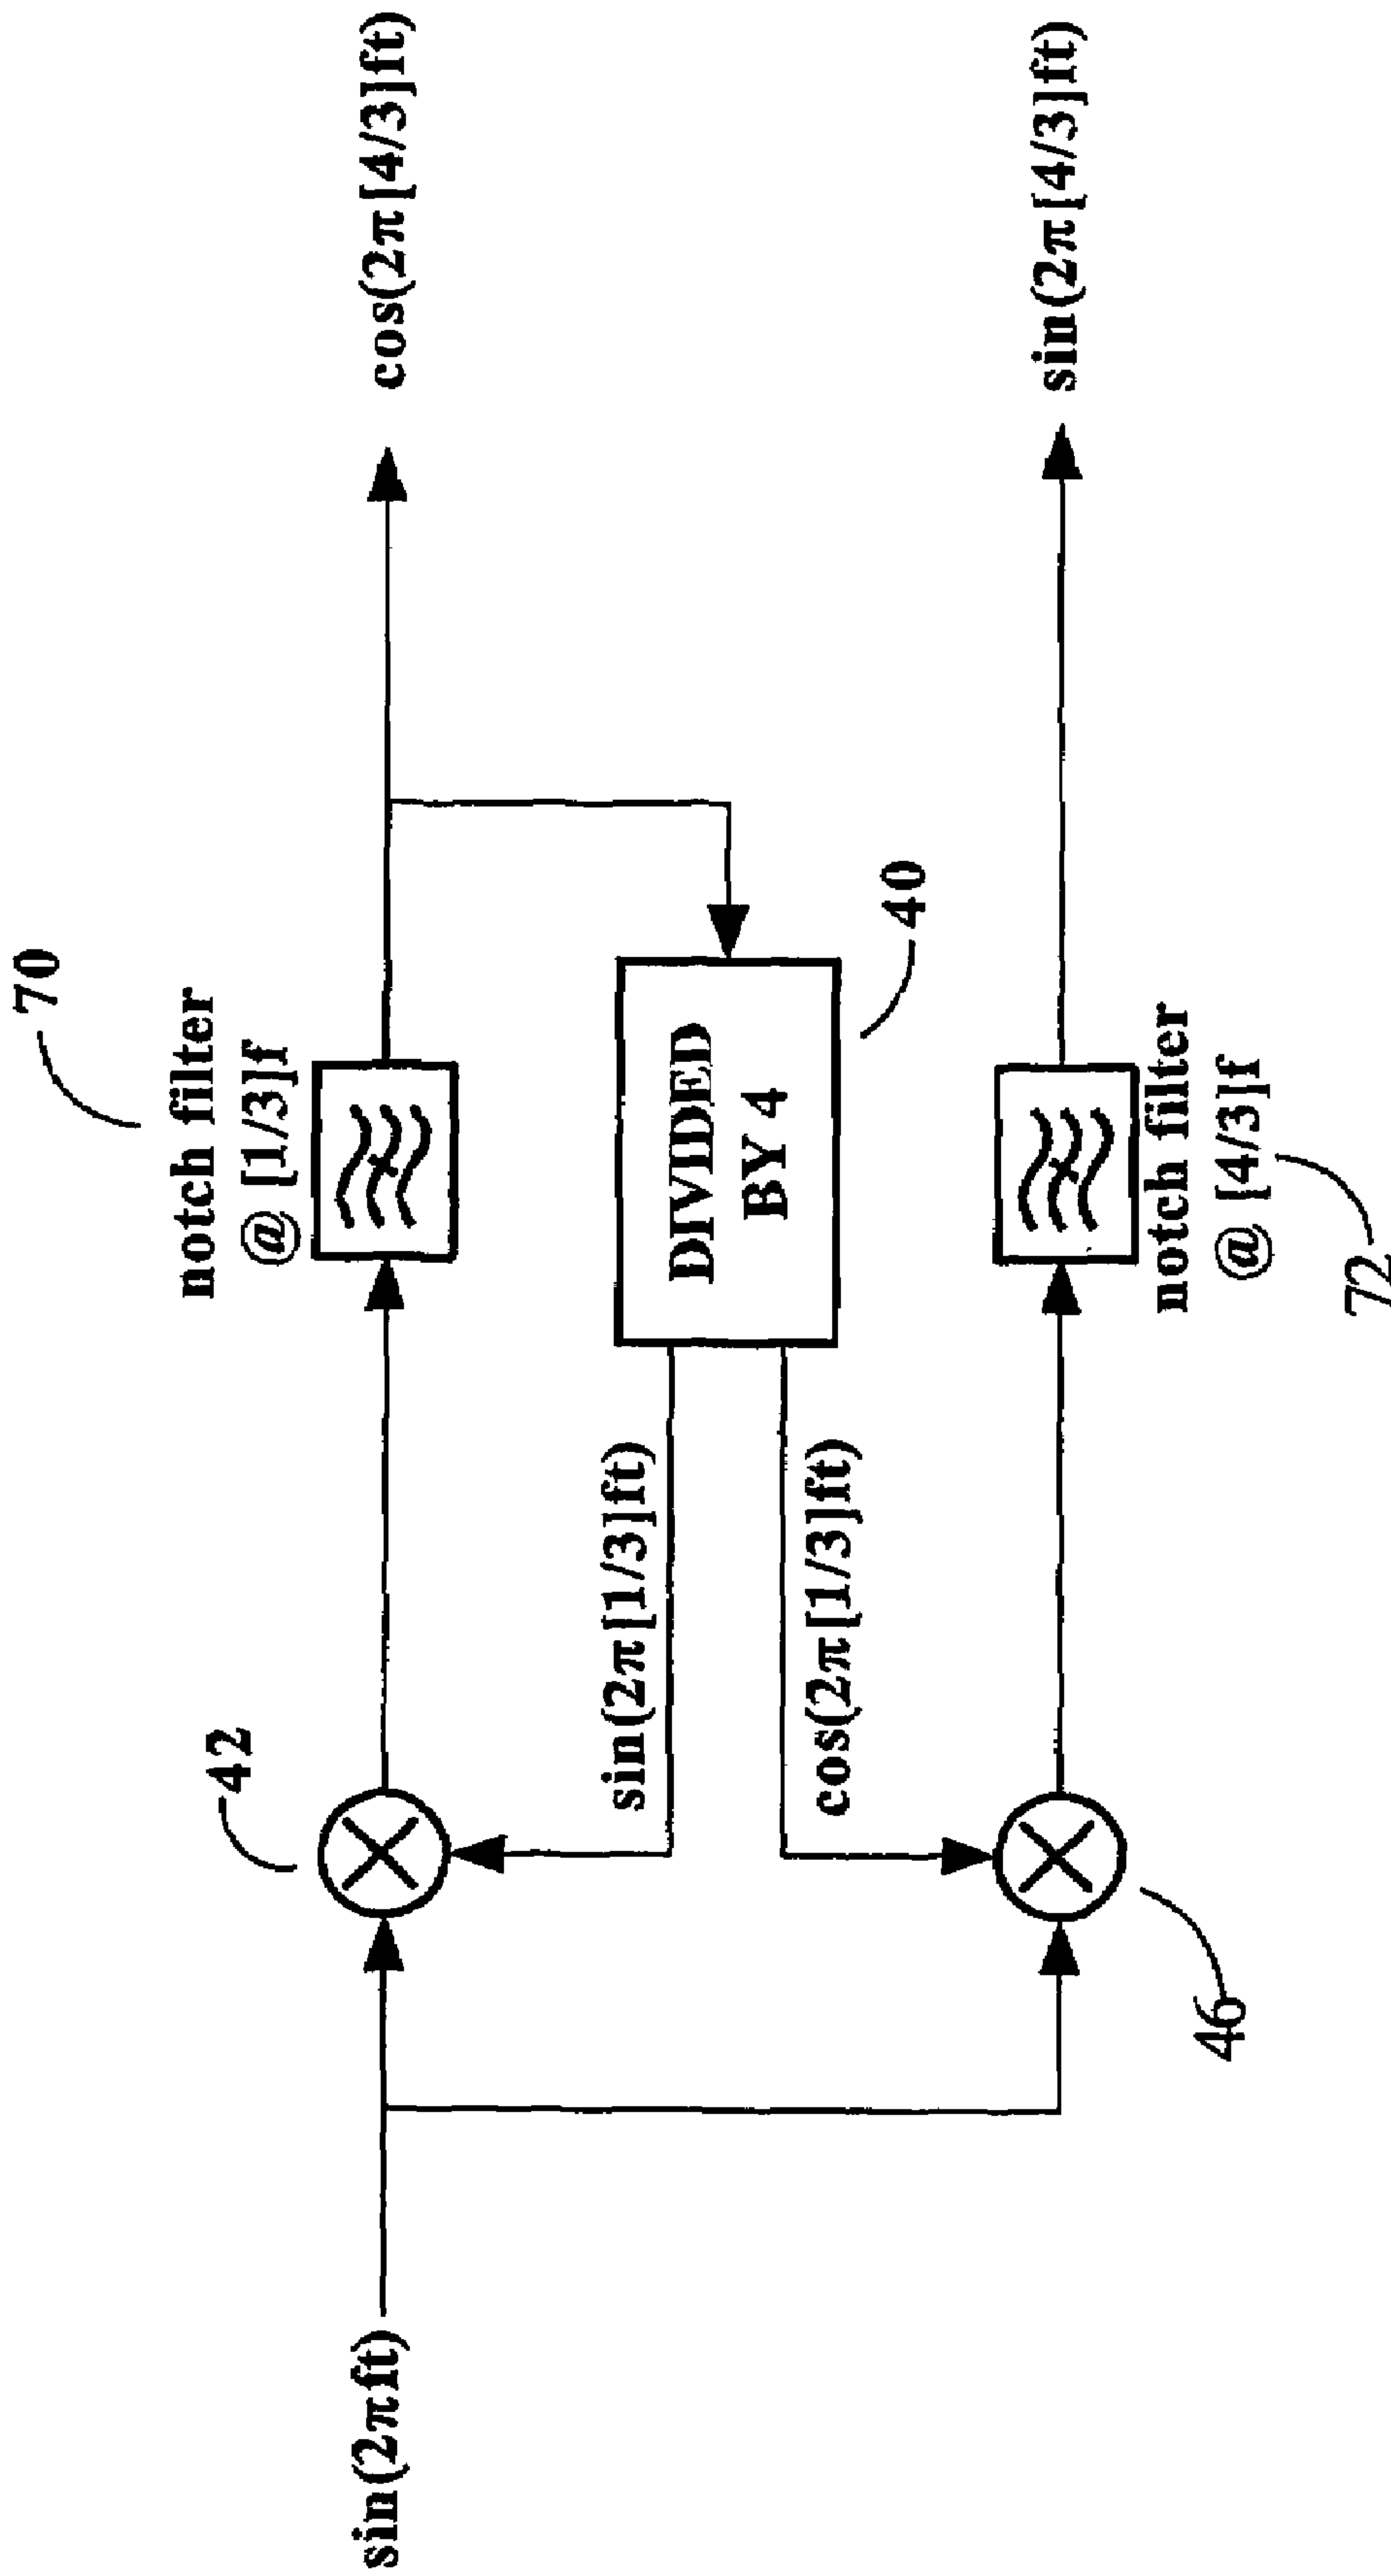 70
notch filter
@ [1/3]f
42
cos(2π[4/3]ft)
sin(2πft)
sin(2π[1/3]ft)
DIVIDED
BY 4
40
cos(2π[1/3]ft)
sin(2π[4/3]ft)
notch filter
@ [4/3]f
46
72